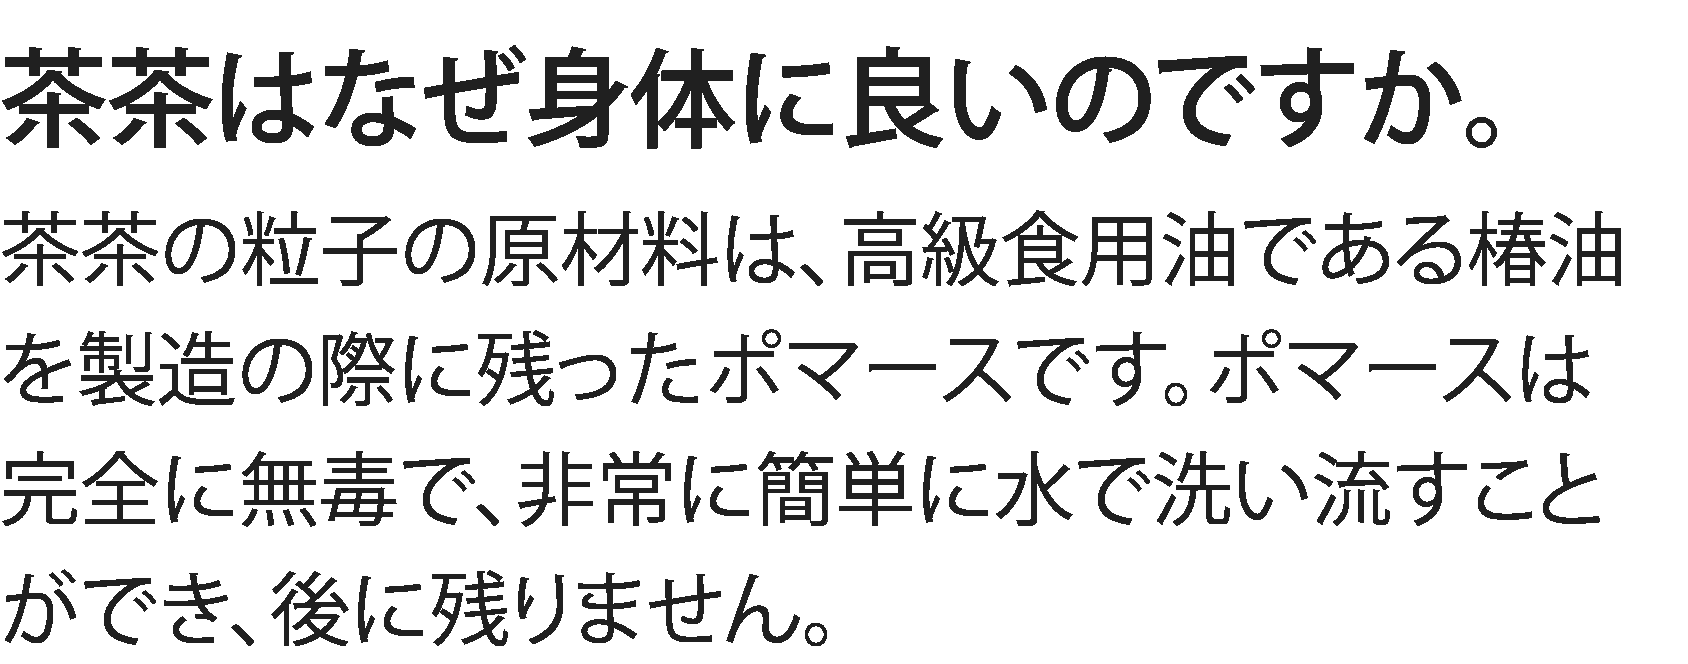 茶茶はなぜ身体に良いのですか。
茶茶の粒子の原材料は、高級食用油である椿油
を製造の際に残ったポマースです。ポマースは
完全に無毒で、非常に簡単に水で洗い流すこと
ができ、後に残りません。